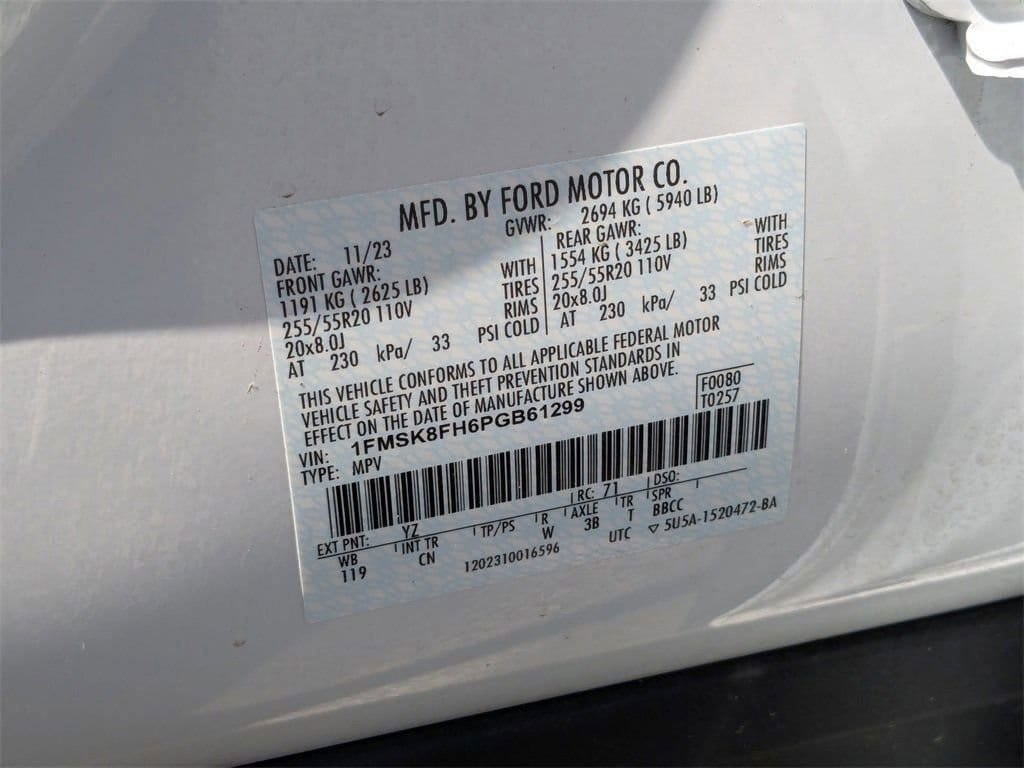 MFD. BY FORD MOTOR CO.
DATE: 11/23 GVWR: 2694 KG ( 5940 LB)
FRONT GAWR: REAR GAWR:
1191 KG ( 2625 LB) WITH 1554 KG ( 3425 LB) WITH
255/55R20 110V TIRES 255/55R20 110V TIRES
20x8.0J RIMS 20x8.0J RIMS
AT 230 kPa/ 33 PSI COLD AT 230 kPa/ 33 PSI COLD
THIS VEHICLE CONFORMS TO ALL APPLICABLE FEDERAL MOTOR
VEHICLE SAFETY AND THEFT PREVENTION STANDARDS IN
EFFECT ON THE DATE OF MANUFACTURE SHOWN ABOVE.
VIN: 1FMSK8FH6PGB61299 F0080
TYPE: MPV T0257
EXT PNT: YZ RC: 71 DSO:
WB INT TR TP/PS R AXLE TR SPR
119 CN W 3B T BBCC
1202310016596 UTC ▽ 5U5A-1520472-BA